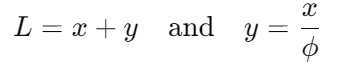 L = x + y and y = x/ϕ